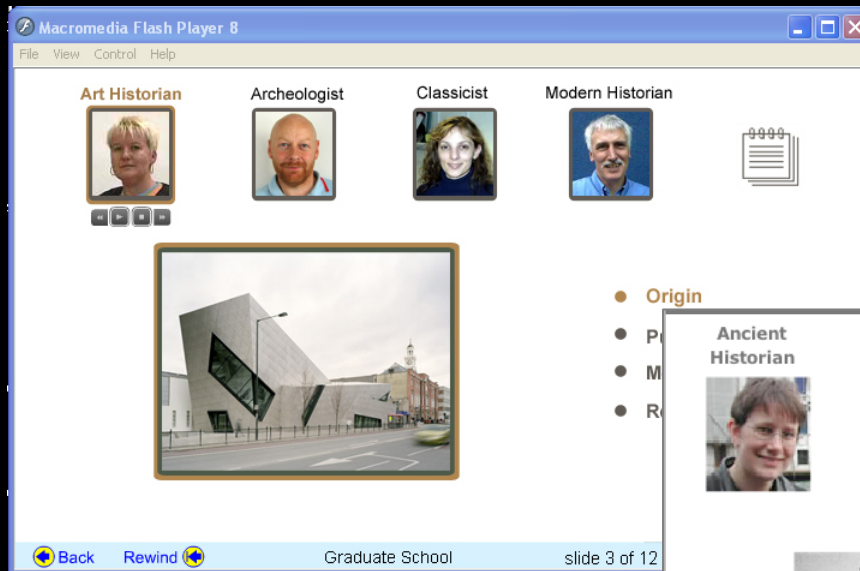 Macromedia Flash Player 8
File View Control Help
Art Historian
Archeologist
Classicist
Modern Historian
Origin
Ancient
Historian
Back
Rewind
Graduate School
slide 3 of 12